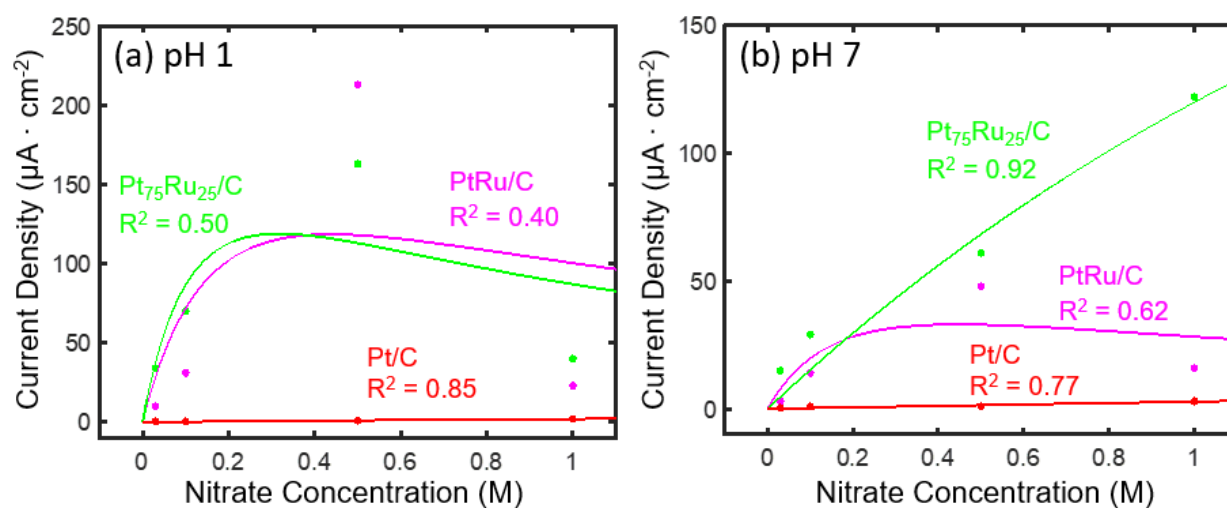 (a) pH 1
Current Density (μA · cm⁻²)
250
200
150
100
50
0
Pt₇₅Ru₂₅/C
R² = 0.50
PtRu/C
R² = 0.40
Pt/C
R² = 0.85
0
0.2
0.4
0.6
0.8
1
Nitrate Concentration (M)
(b) pH 7
Current Density (μA · cm⁻²)
150
100
50
0
Pt₇₅Ru₂₅/C
R² = 0.92
PtRu/C
R² = 0.62
Pt/C
R² = 0.77
0
0.2
0.4
0.6
0.8
1
Nitrate Concentration (M)